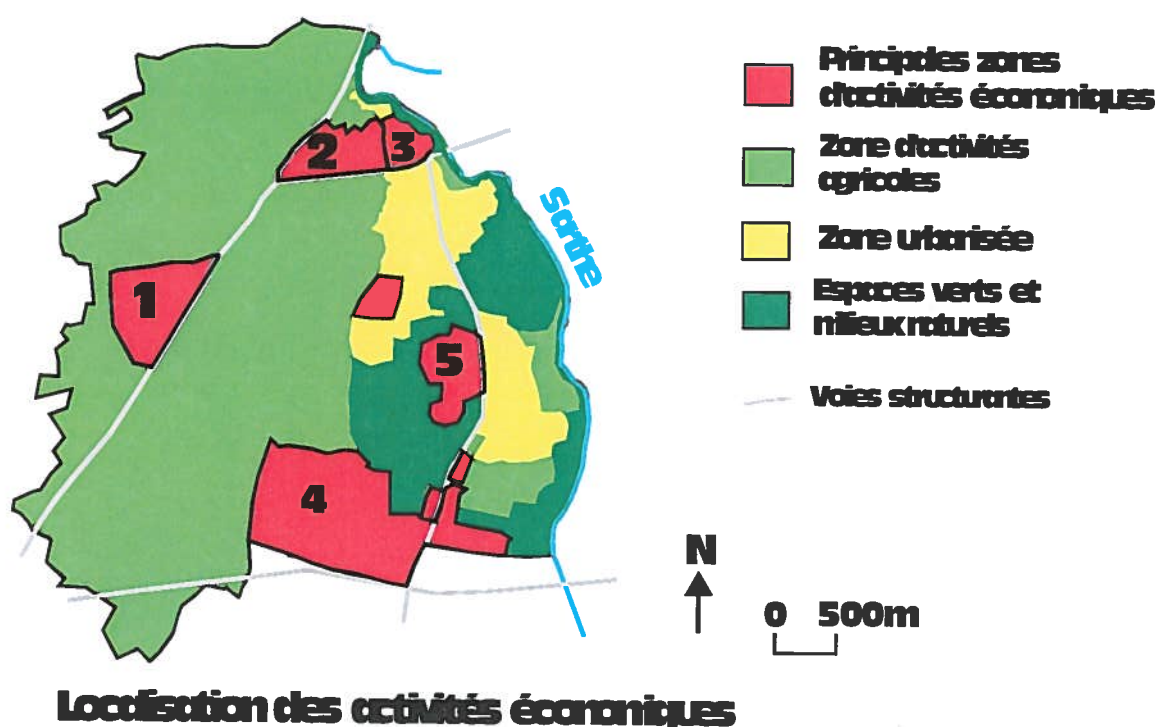 Principales zones
d'activités économiques
Zone d'activités
agricoles
Zone urbanisée
Espaces verts et
milieux naturels
Voies structurantes
2
3
Sarthe
1
5
4
N
0 500m
Localisation des activités économiques